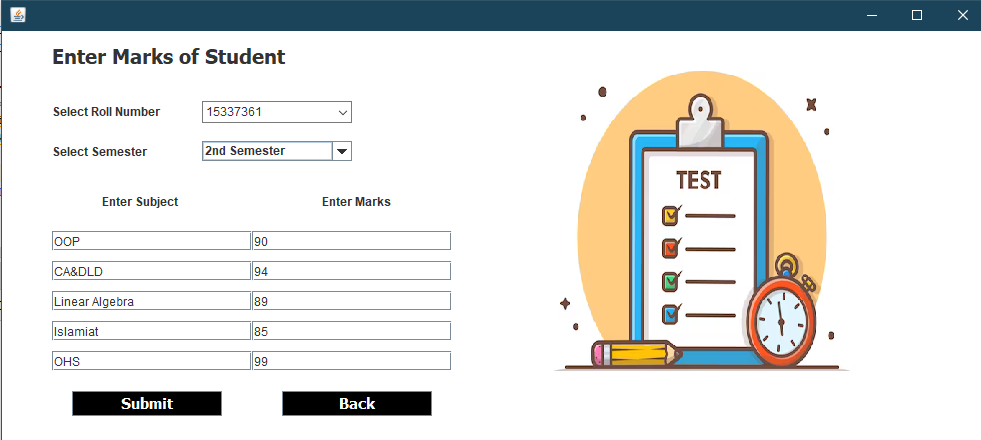 Enter Marks of Student
Select Roll Number 15337361
Select Semester 2nd Semester
Enter Subject Enter Marks
OOP 90
CA&DLD 94
Linear Algebra 89
Islamiat 85
OHS 99
Submit Back
TEST